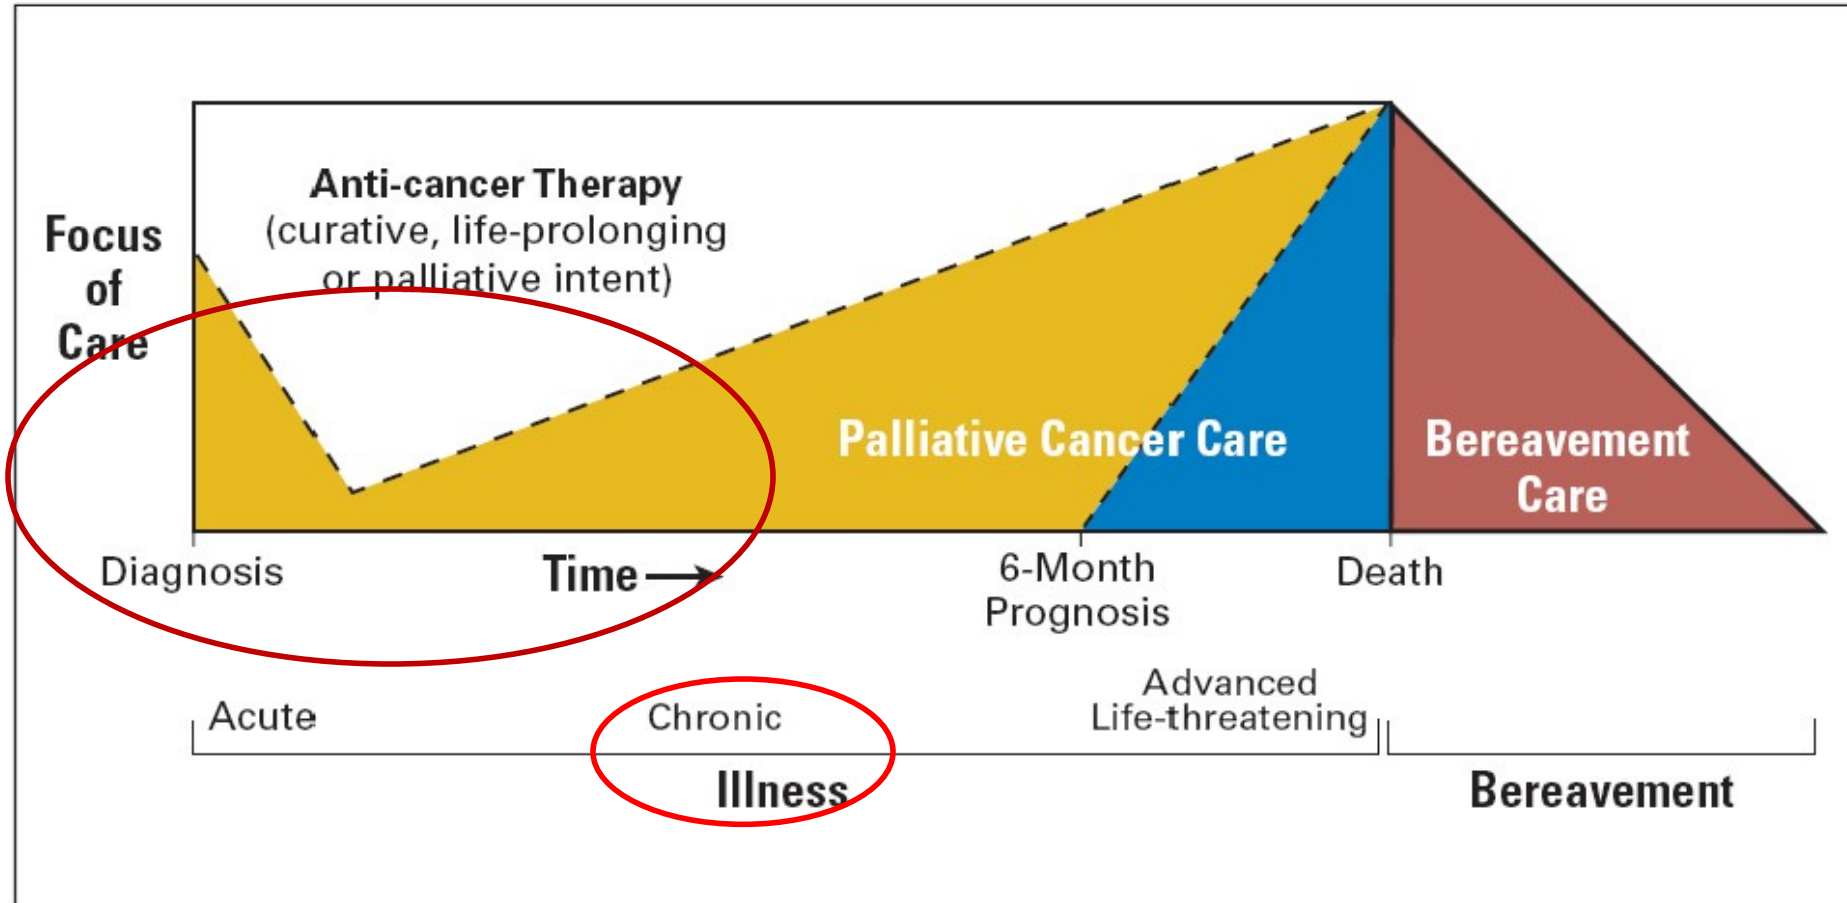 Anti-cancer Therapy
(curative, life-prolonging
or palliative intent)
Focus
of
Care
Palliative Cancer Care
Bereavement
Care
Diagnosis
Time
6-Month
Prognosis
Death
Acute
Chronic
Advanced
Life-threatening
Illness
Bereavement